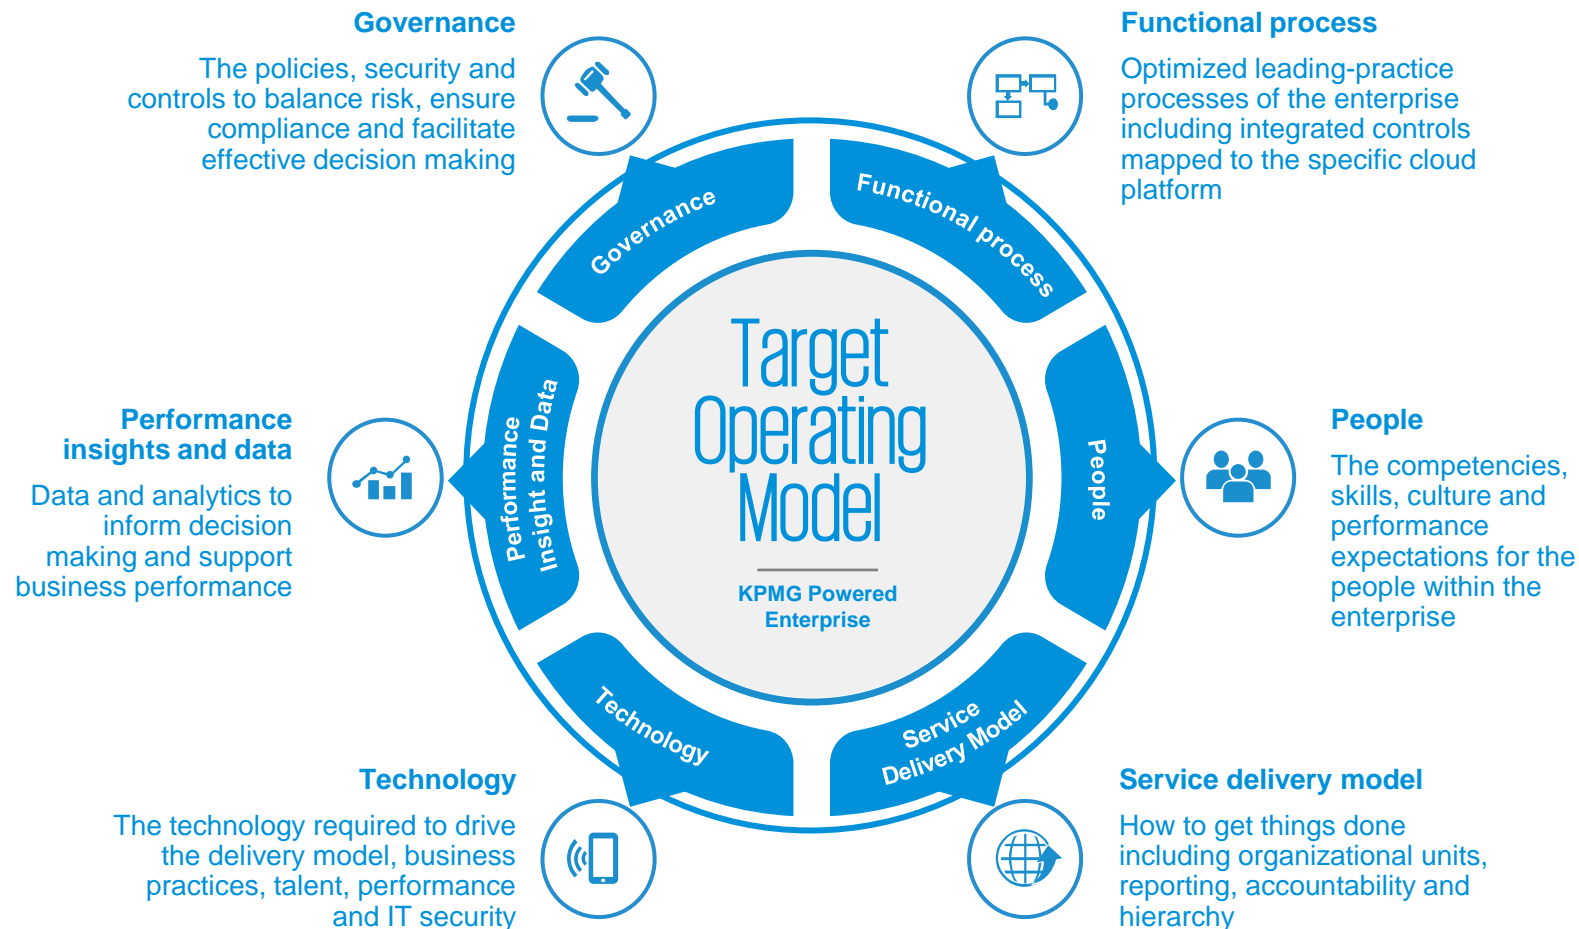 Governance
The policies, security and
controls to balance risk, ensure
compliance and facilitate
effective decision making
Functional process
Optimized leading-practice
processes of the enterprise
including integrated controls
mapped to the specific cloud
platform
Governance
Functional process
Performance
insights and data
Data and analytics to
inform decision
making and support
business performance
Performance
Insight and Data
Target
Operating
Model
KPMG Powered
Enterprise
People
People
The competencies,
skills, culture and
performance
expectations for the
people within the
enterprise
Technology
Service
Delivery Model
Technology
The technology required to drive
the delivery model, business
practices, talent, performance
and IT security
Service delivery model
How to get things done
including organizational units,
reporting, accountability and
hierarchy